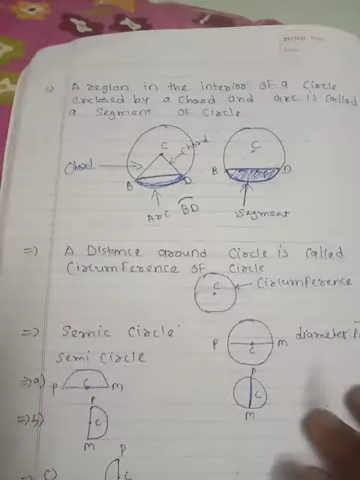 => A region in the interior of a Circle
enclosed by a Chord and arc is called
a Segment of Circle
C
Chord
Chord
B D
Arc BD
C
B D
Segment
=> A Distance around Circle is called
Circumference of Circle
C
Circumference
=> Semic Circle
P C M
diameter
Semi Circle
=> a) P C M
P
C
M
=> b) P
C
M
=> c) P
C